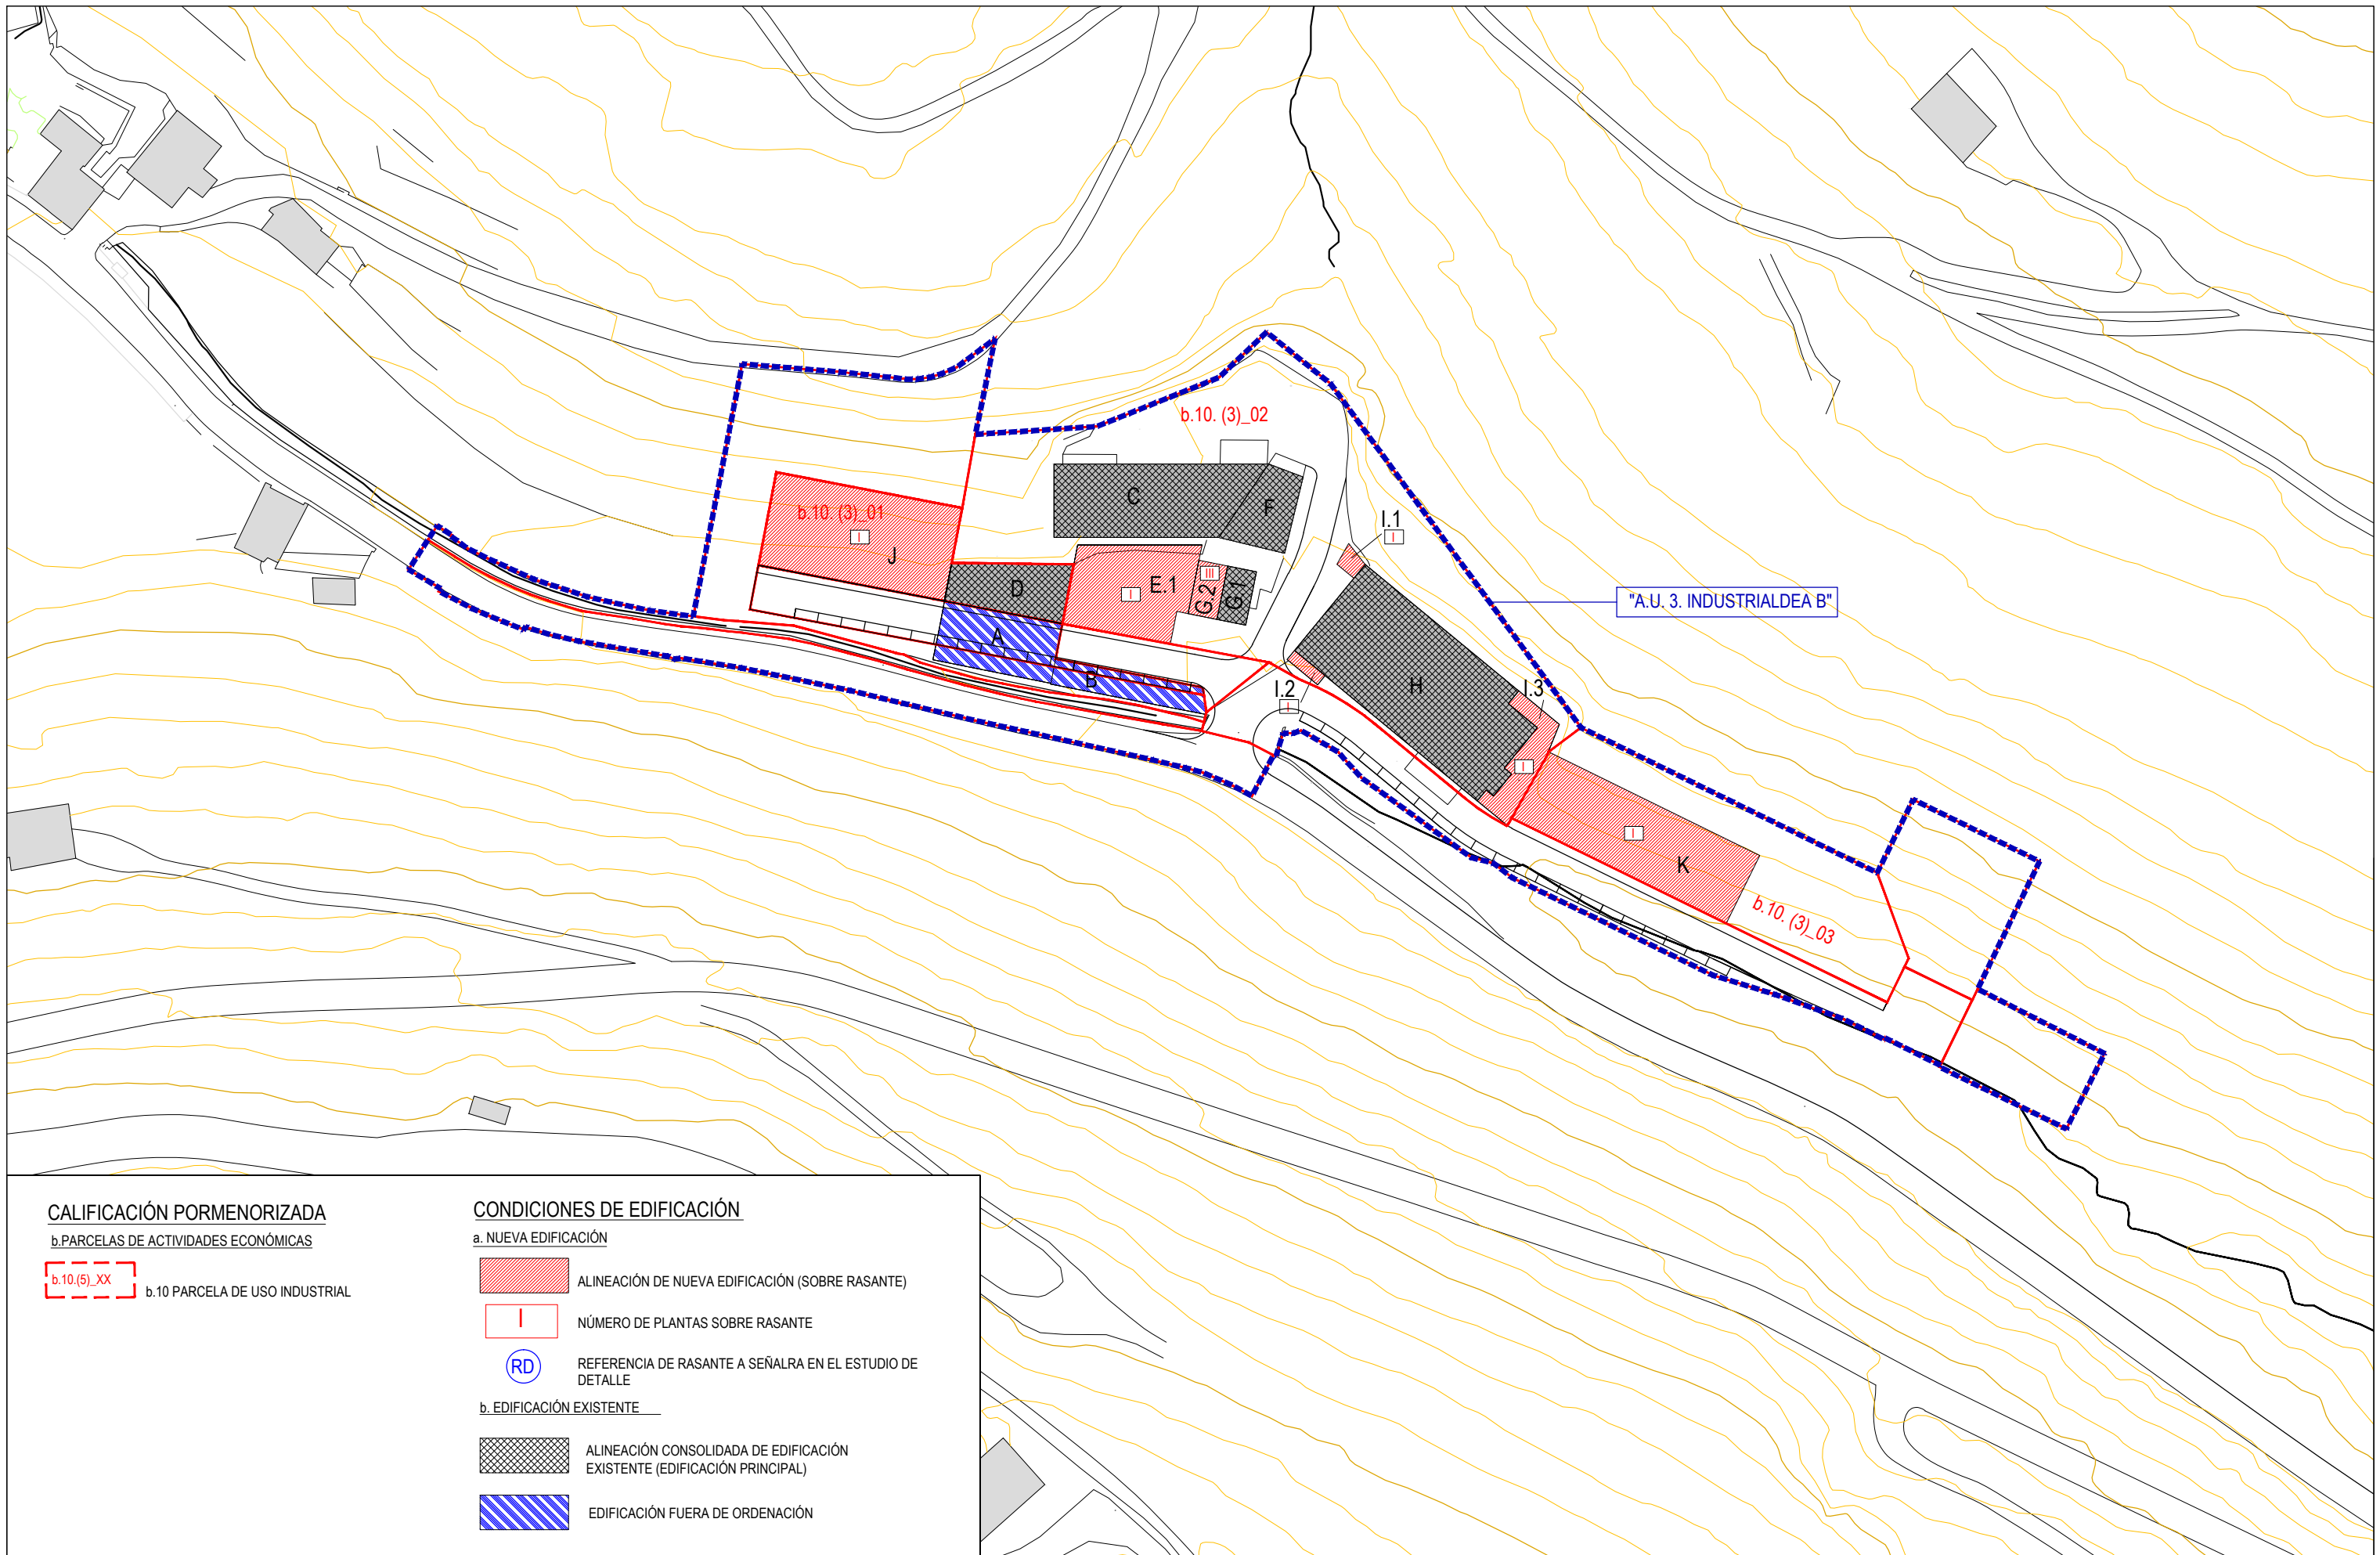 b.10. (3)_02
C
F
b.10. (3)_01
I
J
I.1
I
D
I
E.1
III
G.2
G.1
"A.U. 3. INDUSTRIALDEA B"
A
B
I.2
I
H
I.3
I
I
K
b.10. (3)_03
CALIFICACIÓN PORMENORIZADA
b.PARCELAS DE ACTIVIDADES ECONÓMICAS
b.10.(5)_XX
b.10 PARCELA DE USO INDUSTRIAL
CONDICIONES DE EDIFICACIÓN
a. NUEVA EDIFICACIÓN
ALINEACIÓN DE NUEVA EDIFICACIÓN (SOBRE RASANTE)
I
NÚMERO DE PLANTAS SOBRE RASANTE
RD
REFERENCIA DE RASANTE A SEÑALRA EN EL ESTUDIO DE
DETALLE
b. EDIFICACIÓN EXISTENTE
ALINEACIÓN CONSOLIDADA DE EDIFICACIÓN
EXISTENTE (EDIFICACIÓN PRINCIPAL)
EDIFICACIÓN FUERA DE ORDENACIÓN